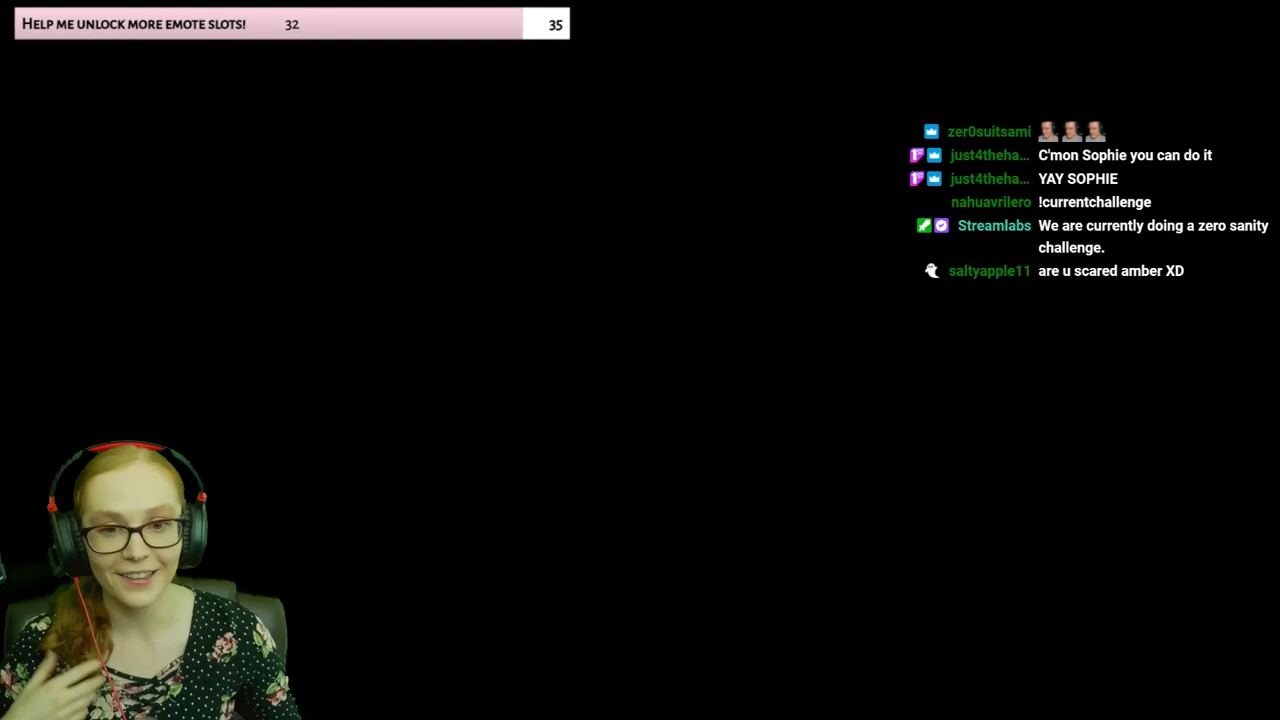 HELP ME UNLOCK MORE EMOTE SLOTS! 32 35
zer0suitsami
just4theha... C'mon Sophie you can do it
just4theha... YAY SOPHIE
nahuavrilero !currentchallenge
Streamlabs We are currently doing a zero sanity
challenge.
saltyapple11 are u scared amber XD